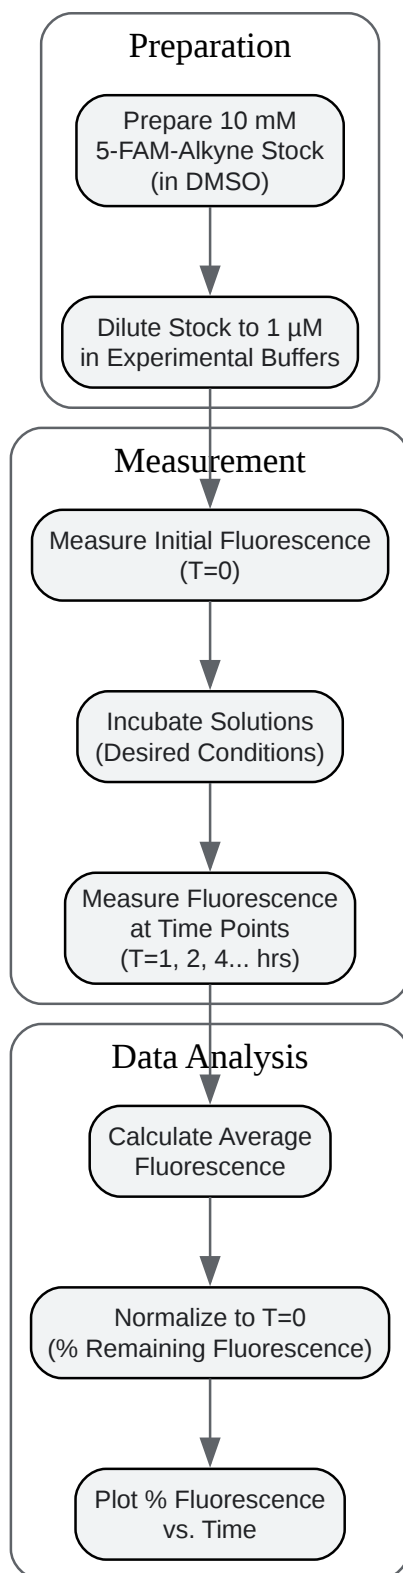 Preparation
Prepare 10 mM
5-FAM-Alkyne Stock
(in DMSO)
Dilute Stock to 1 µM
in Experimental Buffers
Measurement
Measure Initial Fluorescence
(T=0)
Incubate Solutions
(Desired Conditions)
Measure Fluorescence
at Time Points
(T=1, 2, 4... hrs)
Data Analysis
Calculate Average
Fluorescence
Normalize to T=0
(% Remaining Fluorescence)
Plot % Fluorescence
vs. Time